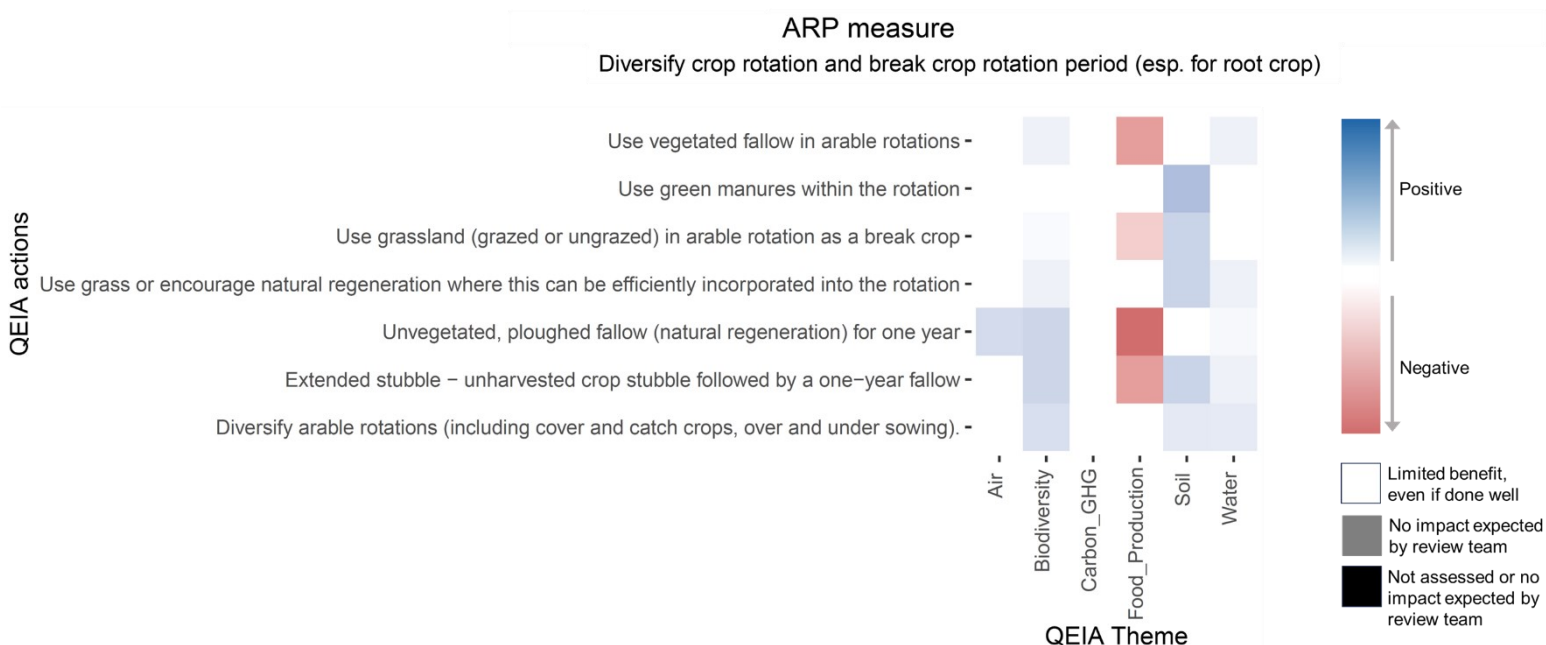 ARP measure
Diversify crop rotation and break crop rotation period (esp. for root crop)
QEIA actions
Use vegetated fallow in arable rotations
Use green manures within the rotation
Use grassland (grazed or ungrazed) in arable rotation as a break crop
Use grass or encourage natural regeneration where this can be efficiently incorporated into the rotation
Unvegetated, ploughed fallow (natural regeneration) for one year
Extended stubble − unharvested crop stubble followed by a one−year fallow
Diversify arable rotations (including cover and catch crops, over and under sowing).
Air
Biodiversity
Carbon_GHG
Food_Production
Soil
Water
QEIA Theme
Positive
Negative
Limited benefit,
even if done well
No impact expected
by review team
Not assessed or no
impact expected by
review team